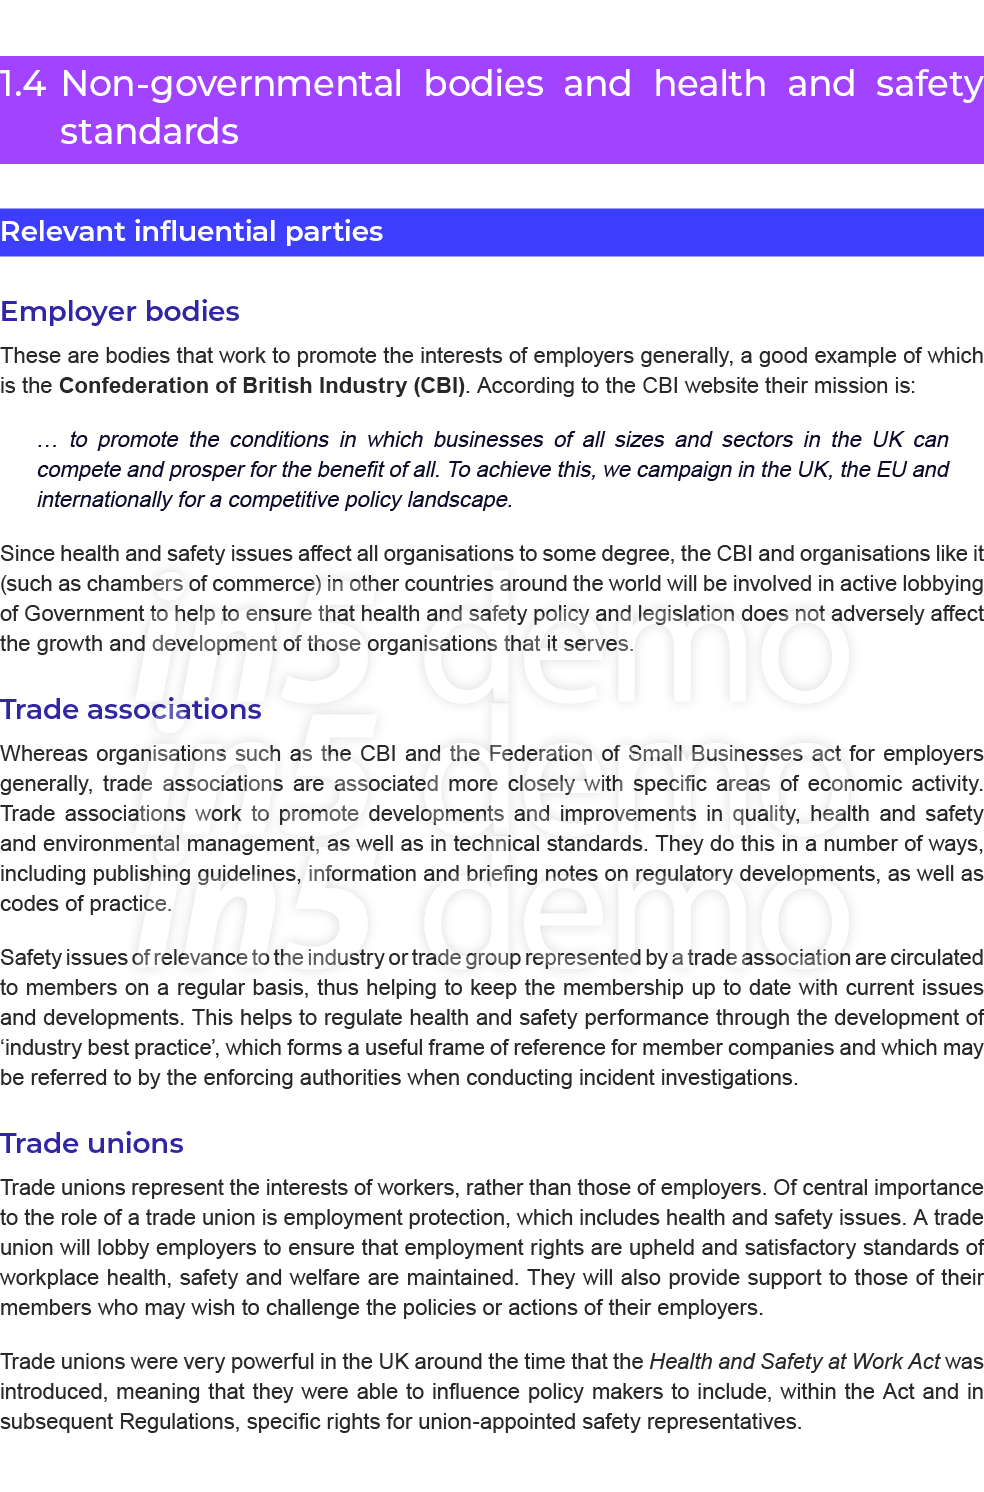 1.4 Non-governmental bodies and health and safety
standards
Relevant influential parties
Employer bodies
These are bodies that work to promote the interests of employers generally, a good example of which
is the Confederation of British Industry (CBI). According to the CBI website their mission is:
… to promote the conditions in which businesses of all sizes and sectors in the UK can
compete and prosper for the benefit of all. To achieve this, we campaign in the UK, the EU and
internationally for a competitive policy landscape.
Since health and safety issues affect all organisations to some degree, the CBI and organisations like it
(such as chambers of commerce) in other countries around the world will be involved in active lobbying
of Government to help to ensure that health and safety policy and legislation does not adversely affect
the growth and development of those organisations that it serves.
in5 demo
Trade associations
in5 demo
Whereas organisations such as the CBI and the Federation of Small Businesses act for employers
generally, trade associations are associated more closely with specific areas of economic activity.
Trade associations work to promote developments and improvements in quality, health and safety
and environmental management, as well as in technical standards. They do this in a number of ways,
including publishing guidelines, information and briefing notes on regulatory developments, as well as
codes of practice.
in5 demo
Safety issues of relevance to the industry or trade group represented by a trade association are circulated
to members on a regular basis, thus helping to keep the membership up to date with current issues
and developments. This helps to regulate health and safety performance through the development of
‘industry best practice’, which forms a useful frame of reference for member companies and which may
be referred to by the enforcing authorities when conducting incident investigations.
Trade unions
Trade unions represent the interests of workers, rather than those of employers. Of central importance
to the role of a trade union is employment protection, which includes health and safety issues. A trade
union will lobby employers to ensure that employment rights are upheld and satisfactory standards of
workplace health, safety and welfare are maintained. They will also provide support to those of their
members who may wish to challenge the policies or actions of their employers.
Trade unions were very powerful in the UK around the time that the Health and Safety at Work Act was
introduced, meaning that they were able to influence policy makers to include, within the Act and in
subsequent Regulations, specific rights for union-appointed safety representatives.